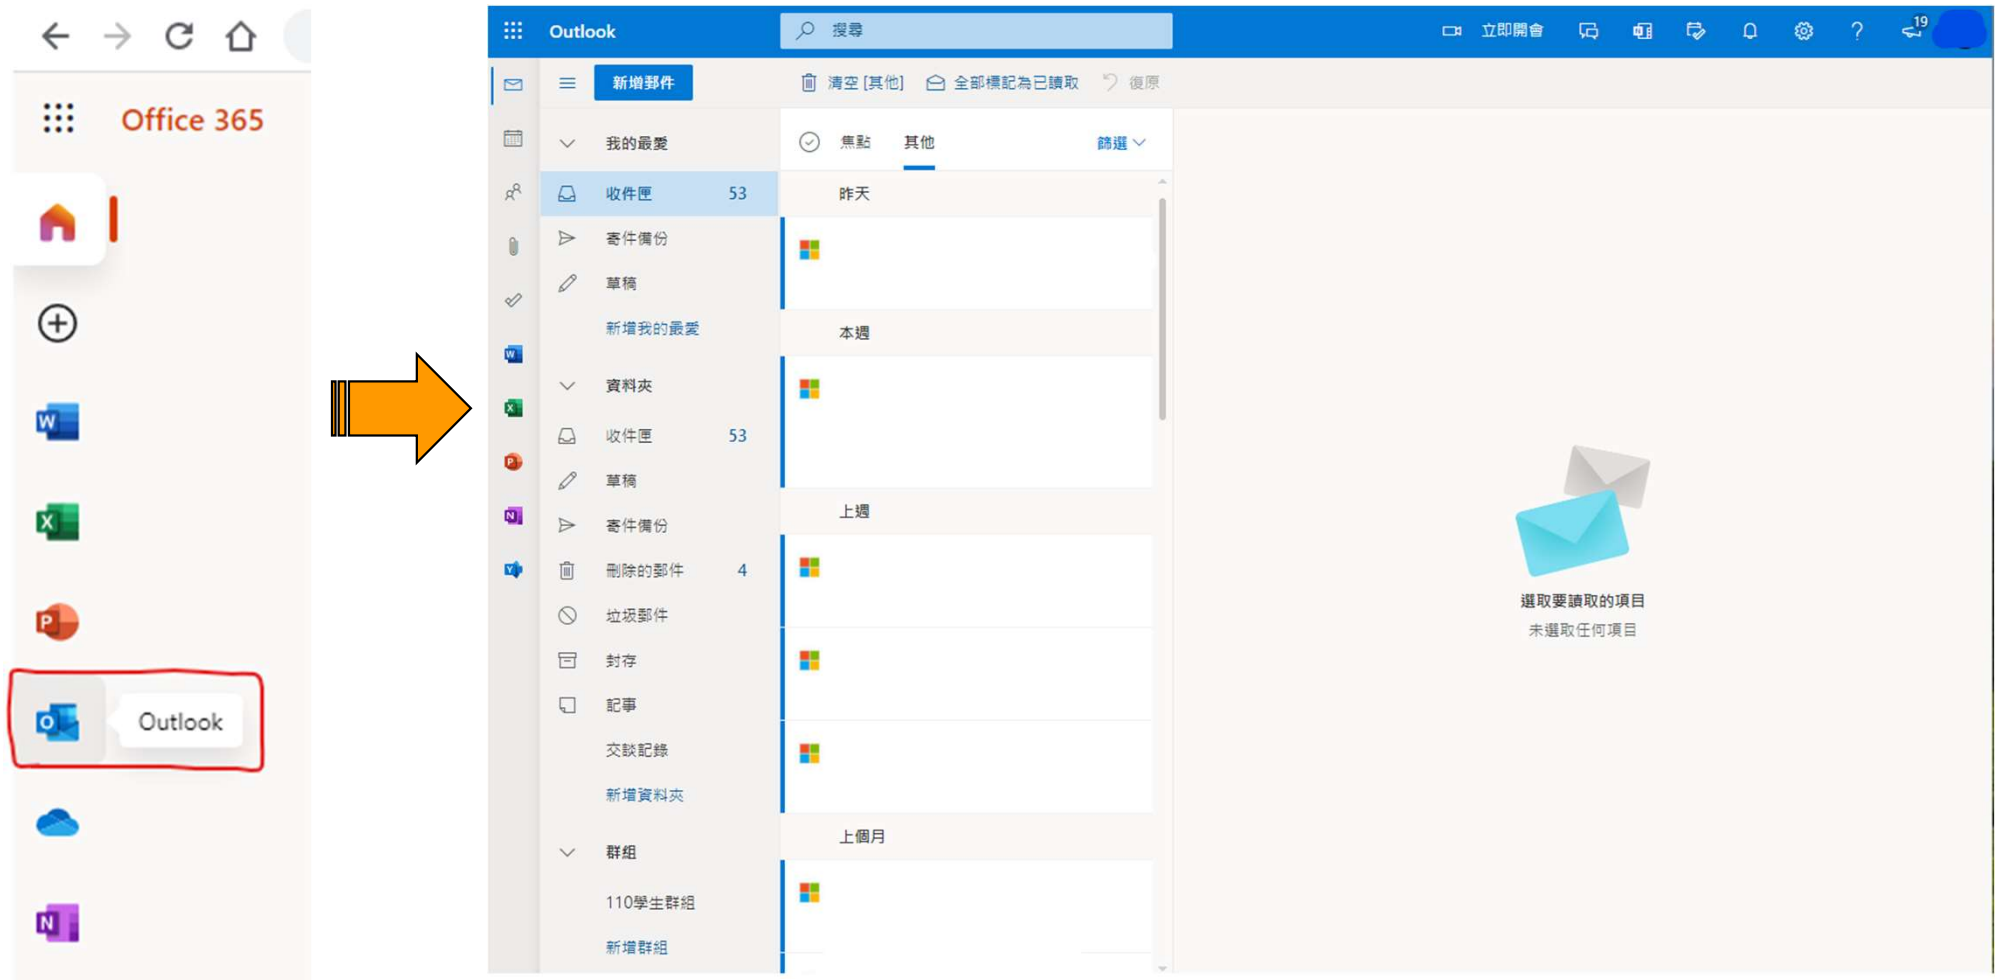 Office 365
Outlook
Outlook
搜尋
立即開會
19
新增郵件
清空 [其他]
全部標記為已讀取
復原
我的最愛
收件匣 53
寄件備份
草稿
新增我的最愛
資料夾
收件匣 53
草稿
寄件備份
刪除的郵件 4
垃圾郵件
封存
記事
交談記錄
新增資料夾
群組
110學生群組
新增群組
焦點
其他
篩選
昨天
本週
上週
上個月
選取要讀取的項目
未選取任何項目